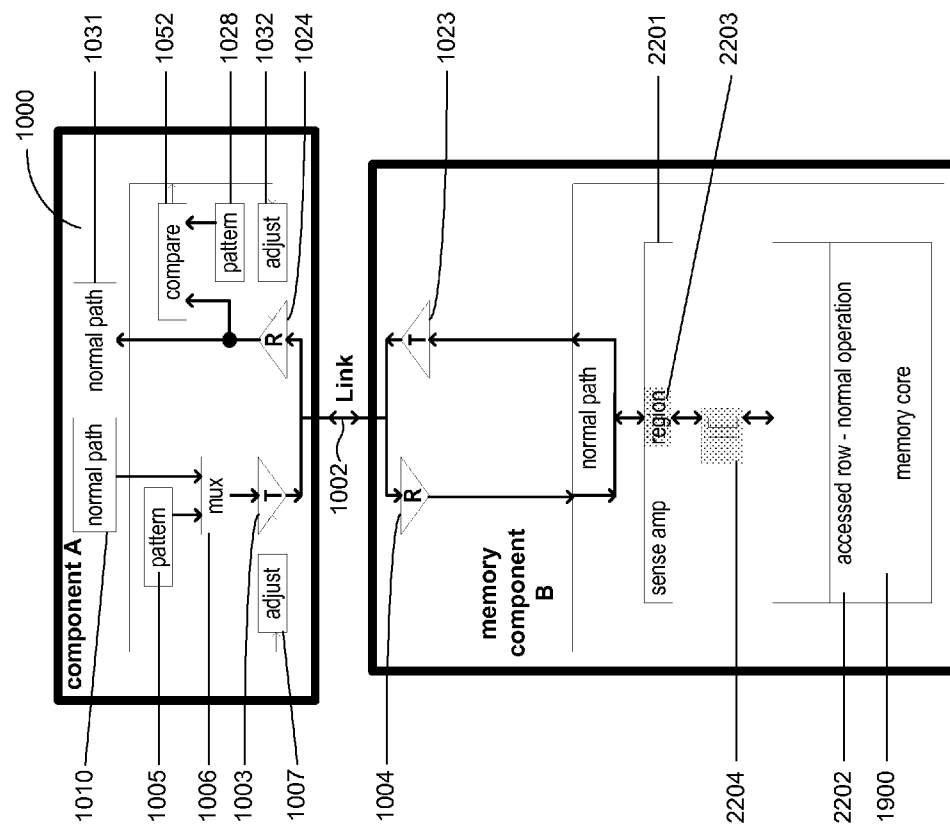 1000
1031
1052
1028
1032
1024
1023
2201
2203
component A
normal path
normal path
compare
pattern
mux
pattern
adjust
T
R
adjust
Link
1002
R
T
memory
component
B
normal path
sense amp
region
accessed row - normal operation
memory core
1010
1005
1006
1003
1007
1004
2204
2202
1900